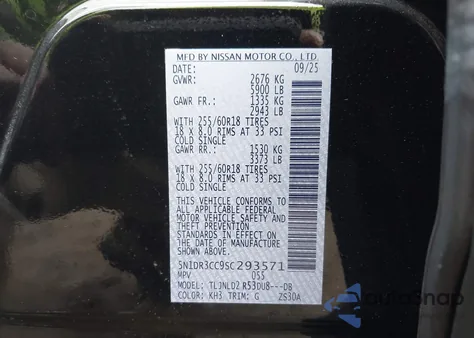 MFD BY NISSAN MOTOR CO., LTD.
DATE: 09/25
GVWR: 2676 KG
5900 LB
GAWR FR.: 1335 KG
2943 LB
WITH 255/60R18 TIRES
18 X 8.0 RIMS AT 33 PSI
COLD SINGLE
GAWR RR.: 1530 KG
3373 LB
WITH 255/60R18 TIRES
18 X 8.0 RIMS AT 33 PSI
COLD SINGLE
THIS VEHICLE CONFORMS TO
ALL APPLICABLE FEDERAL
MOTOR VEHICLE SAFETY AND
THEFT PREVENTION
STANDARDS IN EFFECT ON
THE DATE OF MANUFACTURE
SHOWN ABOVE
5N1DR3CC9SC293571
MPV 0S5
TYPE TLJNLD2 R53DU8---DB
COLOR: KH3 TRIM: G 2S30A
AutoSnap